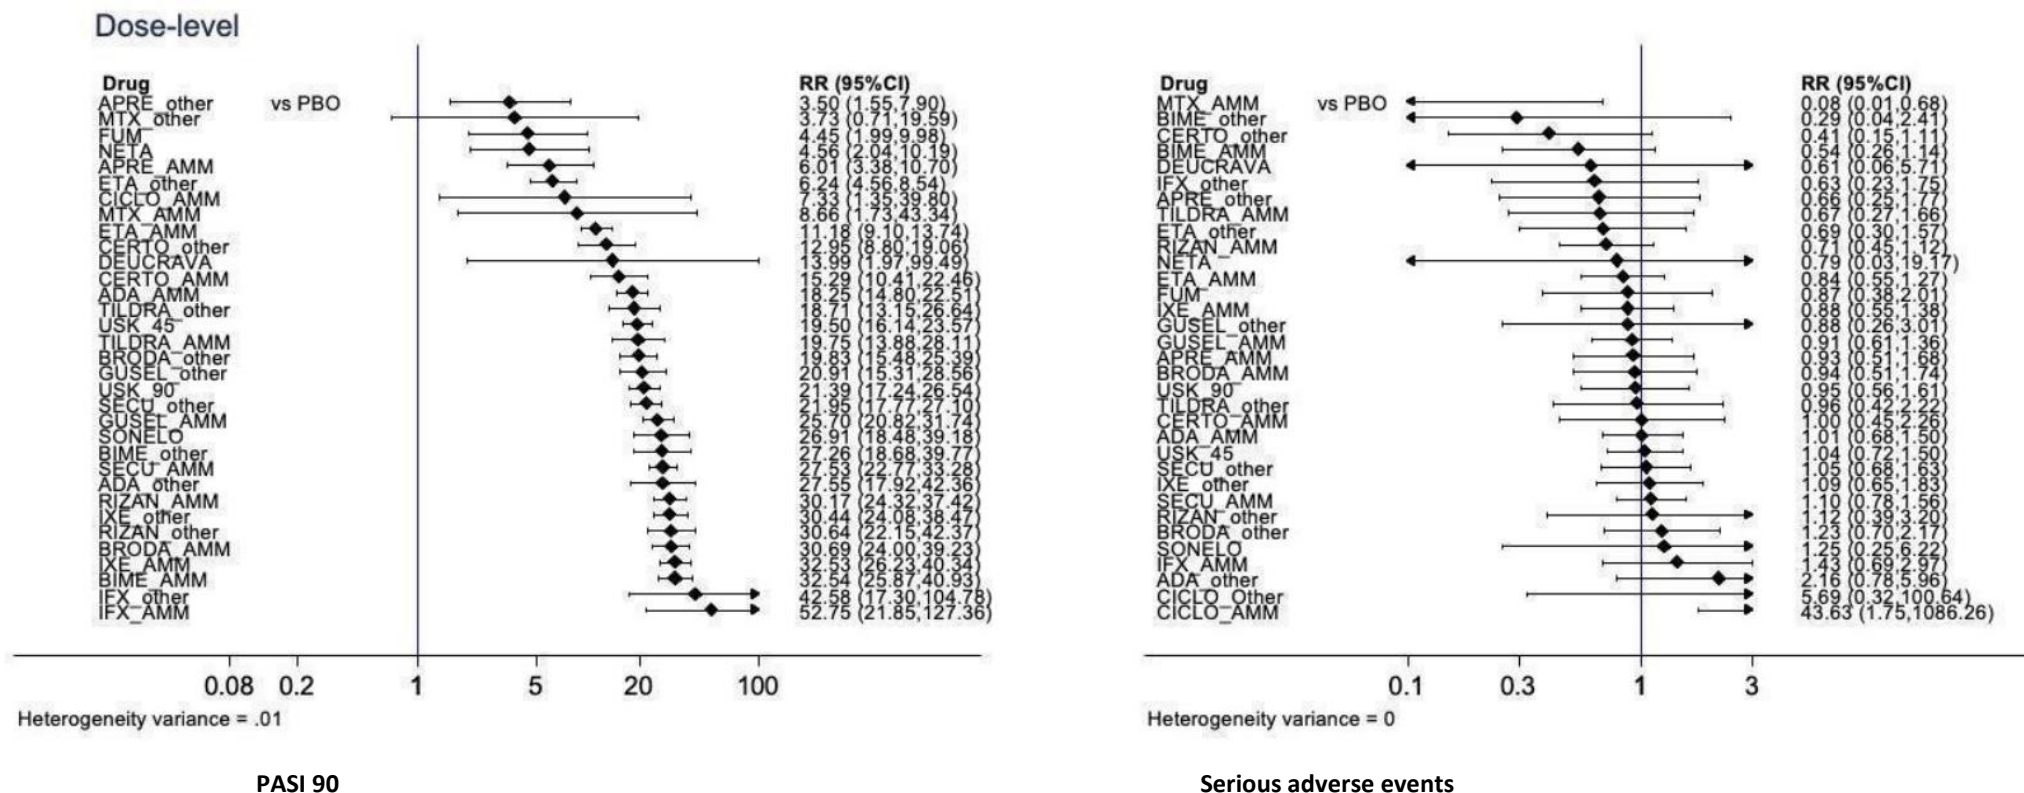 Dose-level
Drug RR (95%CI)
APRE_other vs PBO 3.50 (1.55,7.90)
MTX_other 3.73 (0.71,19.59)
FUM 4.45 (1.99,9.98)
NETA 4.56 (2.04,10.19)
APRE_AMM 6.01 (3.38,10.70)
ETA_other 6.24 (4.56,8.54)
CICLO_AMM 7.33 (1.35,39.80)
MTX_AMM 8.66 (1.73,43.34)
ETA_AMM 11.18 (9.10,13.74)
CERTO_other 12.95 (8.80,19.06)
DEUCRAVA 13.99 (1.97,99.49)
CERTO_AMM 15.29 (10.41,22.46)
ADA_AMM 18.25 (14.80,22.51)
TILDRA_other 18.71 (13.15,26.64)
USK_45 19.50 (16.14,23.57)
TILDRA_AMM 19.75 (13.88,28.11)
BRODA_other 19.83 (15.48,25.39)
GUSEL_other 20.91 (15.31,28.56)
USK_90 21.39 (17.24,26.54)
SECU_other 21.95 (17.77,27.10)
GUSEL_AMM 25.70 (20.82,31.74)
SONELO 26.91 (18.48,39.18)
BIME_other 27.26 (18.68,39.77)
SECU_AMM 27.53 (22.77,33.28)
ADA_other 27.55 (17.92,42.36)
RIZAN_AMM 30.17 (24.32,37.42)
IXE_other 30.44 (24.08,38.47)
RIZAN_other 30.64 (22.15,42.37)
BRODA_AMM 30.69 (24.00,39.23)
IXE_AMM 32.53 (26.23,40.34)
BIME_AMM 32.54 (25.87,40.93)
IFX_other 42.58 (17.30,104.78)
IFX_AMM 52.75 (21.85,127.36)
0.08 0.2 1 5 20 100
Heterogeneity variance = .01
PASI 90
Drug RR (95%CI)
MTX_AMM vs PBO 0.08 (0.01,0.68)
BIME_other 0.29 (0.04,2.41)
CERTO_other 0.41 (0.15,1.11)
BIME_AMM 0.54 (0.26,1.14)
DEUCRAVA 0.61 (0.06,5.71)
IFX_other 0.63 (0.23,1.75)
APRE_other 0.66 (0.25,1.77)
TILDRA_AMM 0.67 (0.27,1.66)
ETA_other 0.69 (0.30,1.57)
RIZAN_AMM 0.71 (0.45,1.12)
NETA 0.79 (0.03,19.17)
ETA_AMM 0.84 (0.55,1.27)
FUM 0.87 (0.38,2.01)
IXE_AMM 0.88 (0.55,1.38)
GUSEL_other 0.88 (0.26,3.01)
GUSEL_AMM 0.91 (0.61,1.36)
APRE_AMM 0.93 (0.51,1.68)
BRODA_AMM 0.94 (0.51,1.74)
USK_90 0.95 (0.56,1.61)
TILDRA_other 0.96 (0.42,2.22)
CERTO_AMM 1.00 (0.45,2.26)
ADA_AMM 1.01 (0.68,1.50)
USK_45 1.04 (0.72,1.50)
SECU_other 1.05 (0.68,1.63)
IXE_other 1.09 (0.65,1.83)
SECU_AMM 1.10 (0.78,1.56)
RIZAN_other 1.12 (0.39,3.20)
BRODA_other 1.23 (0.70,2.17)
SONELO 1.25 (0.25,6.22)
IFX_AMM 1.43 (0.69,2.97)
ADA_other 2.16 (0.78,5.96)
CICLO_Other 5.69 (0.32,100.64)
CICLO_AMM 43.63 (1.75,1086.26)
0.1 0.3 1 3
Heterogeneity variance = 0
Serious adverse events